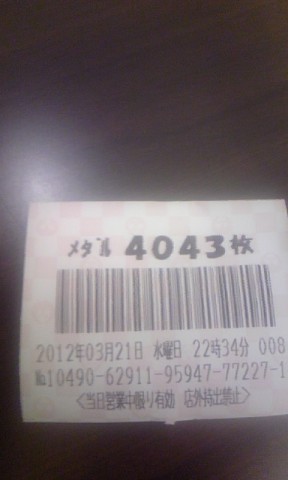 メダル 4043枚
2012年03月21日 水曜日 22時34分 008
No10490-62911-95947-77227-1
＜当日営業中限り有効 店外持出禁止＞